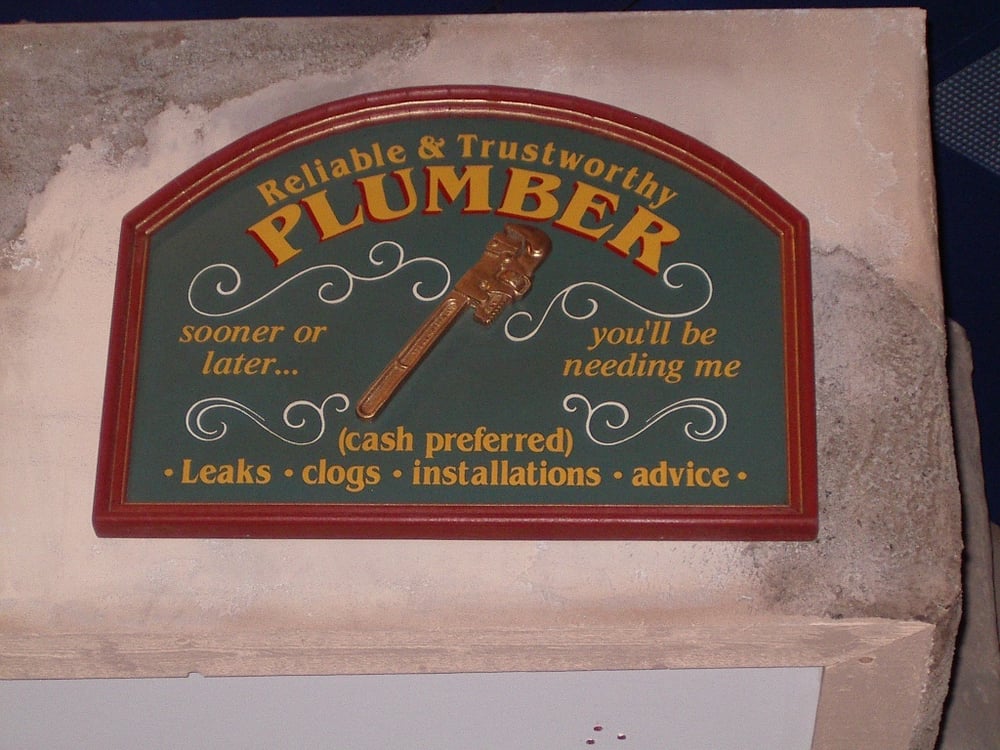 Reliable & Trustworthy
PLUMBER
sooner or
later...
you'll be
needing me
(cash preferred)
• Leaks • clogs • installations • advice •